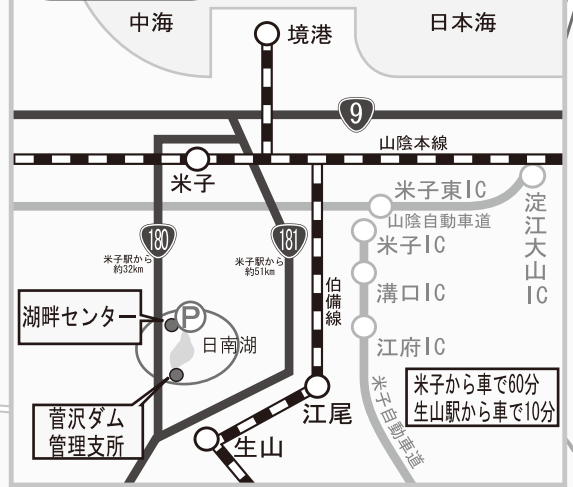 中海
日本海
境港
9
山陰本線
米子
米子東IC
淀江大山IC
山陰自動車道
180
181
米子IC
米子駅から
約32km
米子駅から
約51km
伯備線
溝口IC
湖畔センター
P
日南湖
江府IC
米子から車で60分
生山駅から車で10分
菅沢ダム
管理支所
江尾
米子自動車道
生山